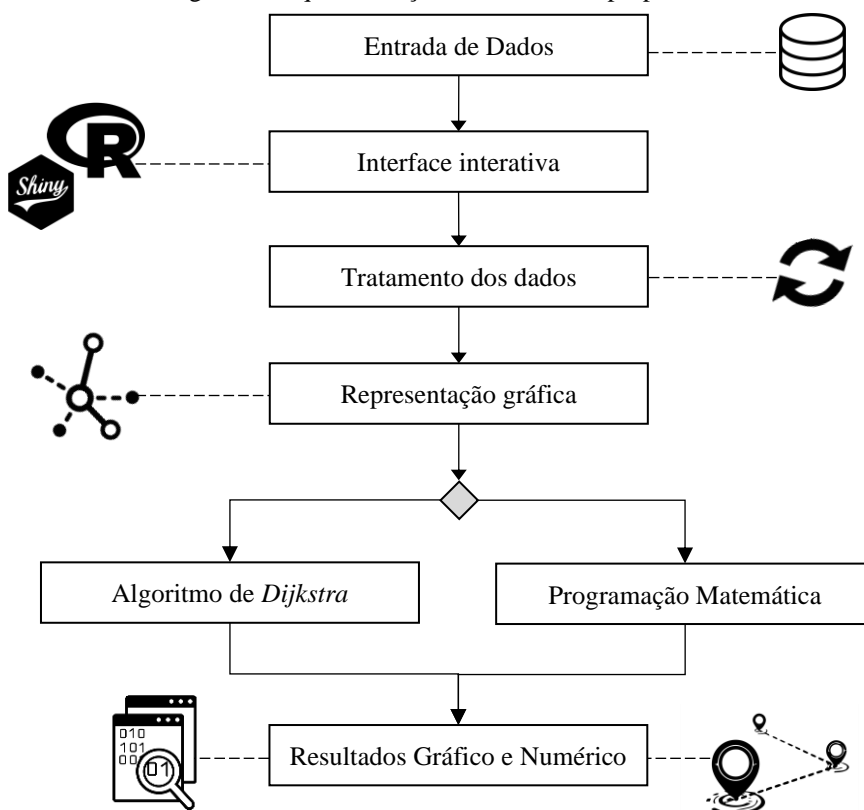 Entrada de Dados
R
Shiny
Interface interativa
Tratamento dos dados
Representação gráfica
Algoritmo de Dijkstra
Programação Matemática
010
101
00
01
Resultados Gráfico e Numérico